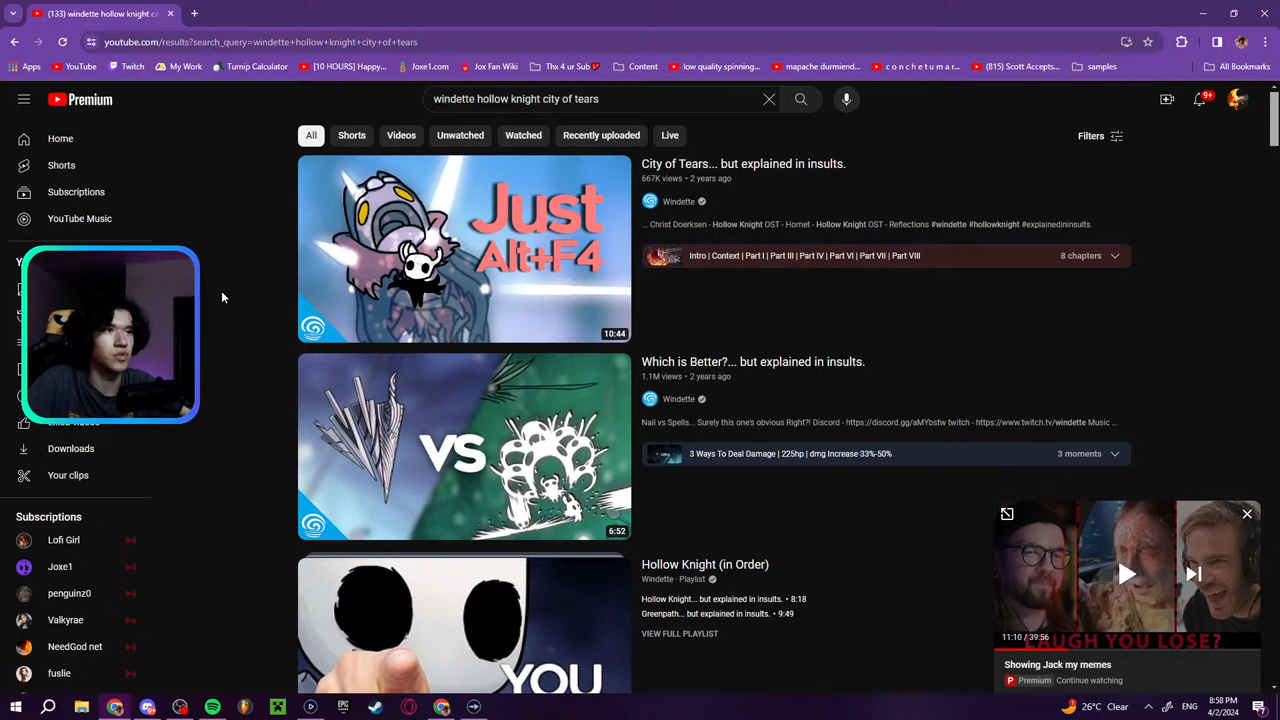 (133) windette hollow knight cit
youtube.com/results?search_query=windette+hollow+knight+city+of+tears
Apps
YouTube
Twitch
My Work
Turnip Calculator
[10 HOURS] Happy...
Joxe1.com
Jox Fan Wiki
Thx 4 ur Sub
Content
low quality spinning...
mapache durmiend...
c o n c h e t u m a r...
(815) Scott Accepts...
samples
All Bookmarks
Premium
windette hollow knight city of tears
9+
Home
Shorts
Subscriptions
YouTube Music
Liked videos
Downloads
Your clips
Subscriptions
Lofi Girl
Joxe1
penguinz0
Valkyrae
NeedGod net
fuslie
All
Shorts
Videos
Unwatched
Watched
Recently uploaded
Live
Filters
Just
Alt+F4
10:44
City of Tears... but explained in insults.
667K views • 2 years ago
Windette
... Christ Doerksen - Hollow Knight OST - Hornet - Hollow Knight OST - Reflections #windette #hollowknight #explainedininsults.
Intro | Context | Part I | Part III | Part IV | Part VI | Part VII | Part VIII
8 chapters
VS
6:52
Which is Better?... but explained in insults.
1.1M views • 2 years ago
Windette
Nail vs Spells... Surely this one's obvious Right?! Discord - https://discord.gg/aMYbstw twitch - https://www.twitch.tv/windette Music ...
3 Ways To Deal Damage | 225hp | dmg Increase 33%-50%
3 moments
YOU
Hollow Knight (in Order)
Windette · Playlist
Hollow Knight... but explained in insults. • 8:18
Greenpath... but explained in insults. • 9:49
VIEW FULL PLAYLIST
11:10 / 39:56
LAUGH YOU LOSE?
Showing Jack my memes
Premium
Continue watching
EPIC
GAMES
26°C Clear
ENG
8:58 PM
4/2/2024